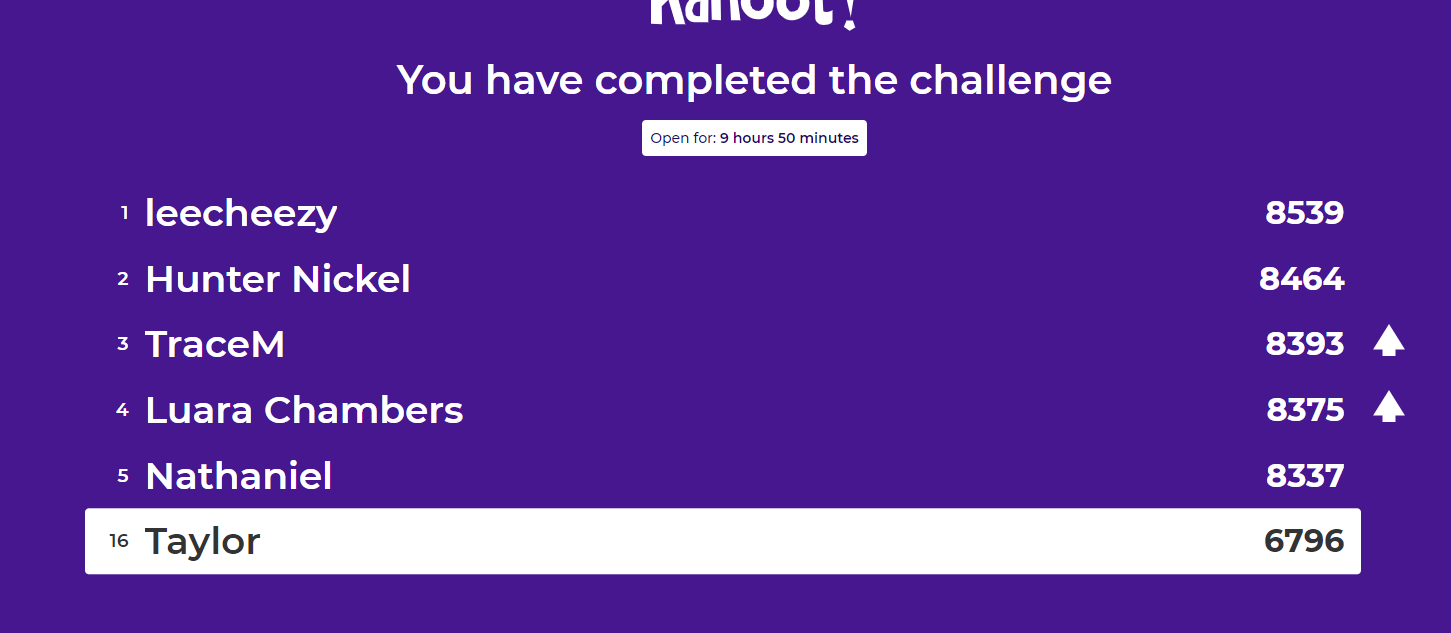 Kahoot!
You have completed the challenge
Open for: 9 hours 50 minutes
1 leecheezy 8539
2 Hunter Nickel 8464
3 TraceM 8393
4 Luara Chambers 8375
5 Nathaniel 8337
16 Taylor 6796